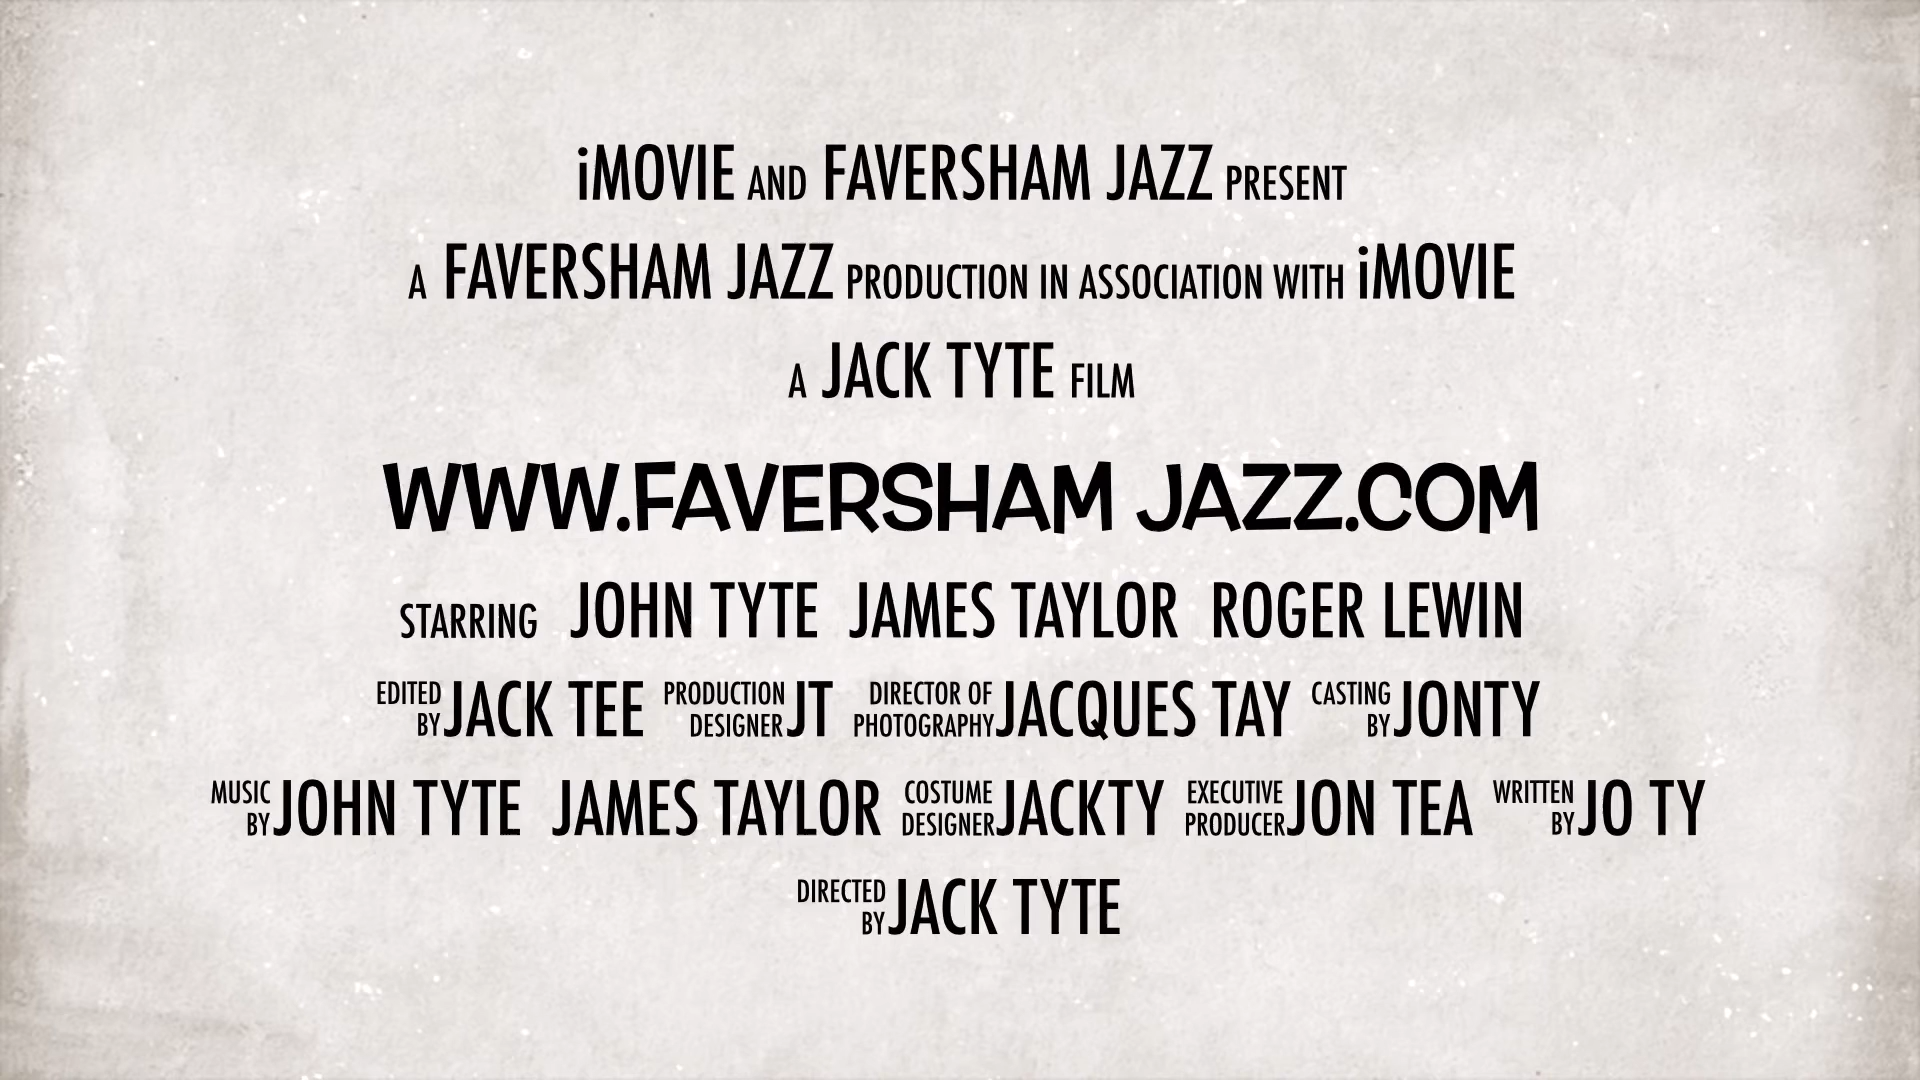 iMOVIE AND FAVERSHAM JAZZ PRESENT
A FAVERSHAM JAZZ PRODUCTION IN ASSOCIATION WITH iMOVIE
A JACK TYTE FILM
WWW.FAVERSHAM JAZZ.COM
STARRING JOHN TYTE JAMES TAYLOR ROGER LEWIN
EDITED BY JACK TEE PRODUCTION DESIGNER JT DIRECTOR OF PHOTOGRAPHY JACQUES TAY CASTING BY JONTY
MUSIC BY JOHN TYTE JAMES TAYLOR COSTUME DESIGNER JACKTY EXECUTIVE PRODUCER JON TEA WRITTEN BY JO TY
DIRECTED BY JACK TYTE